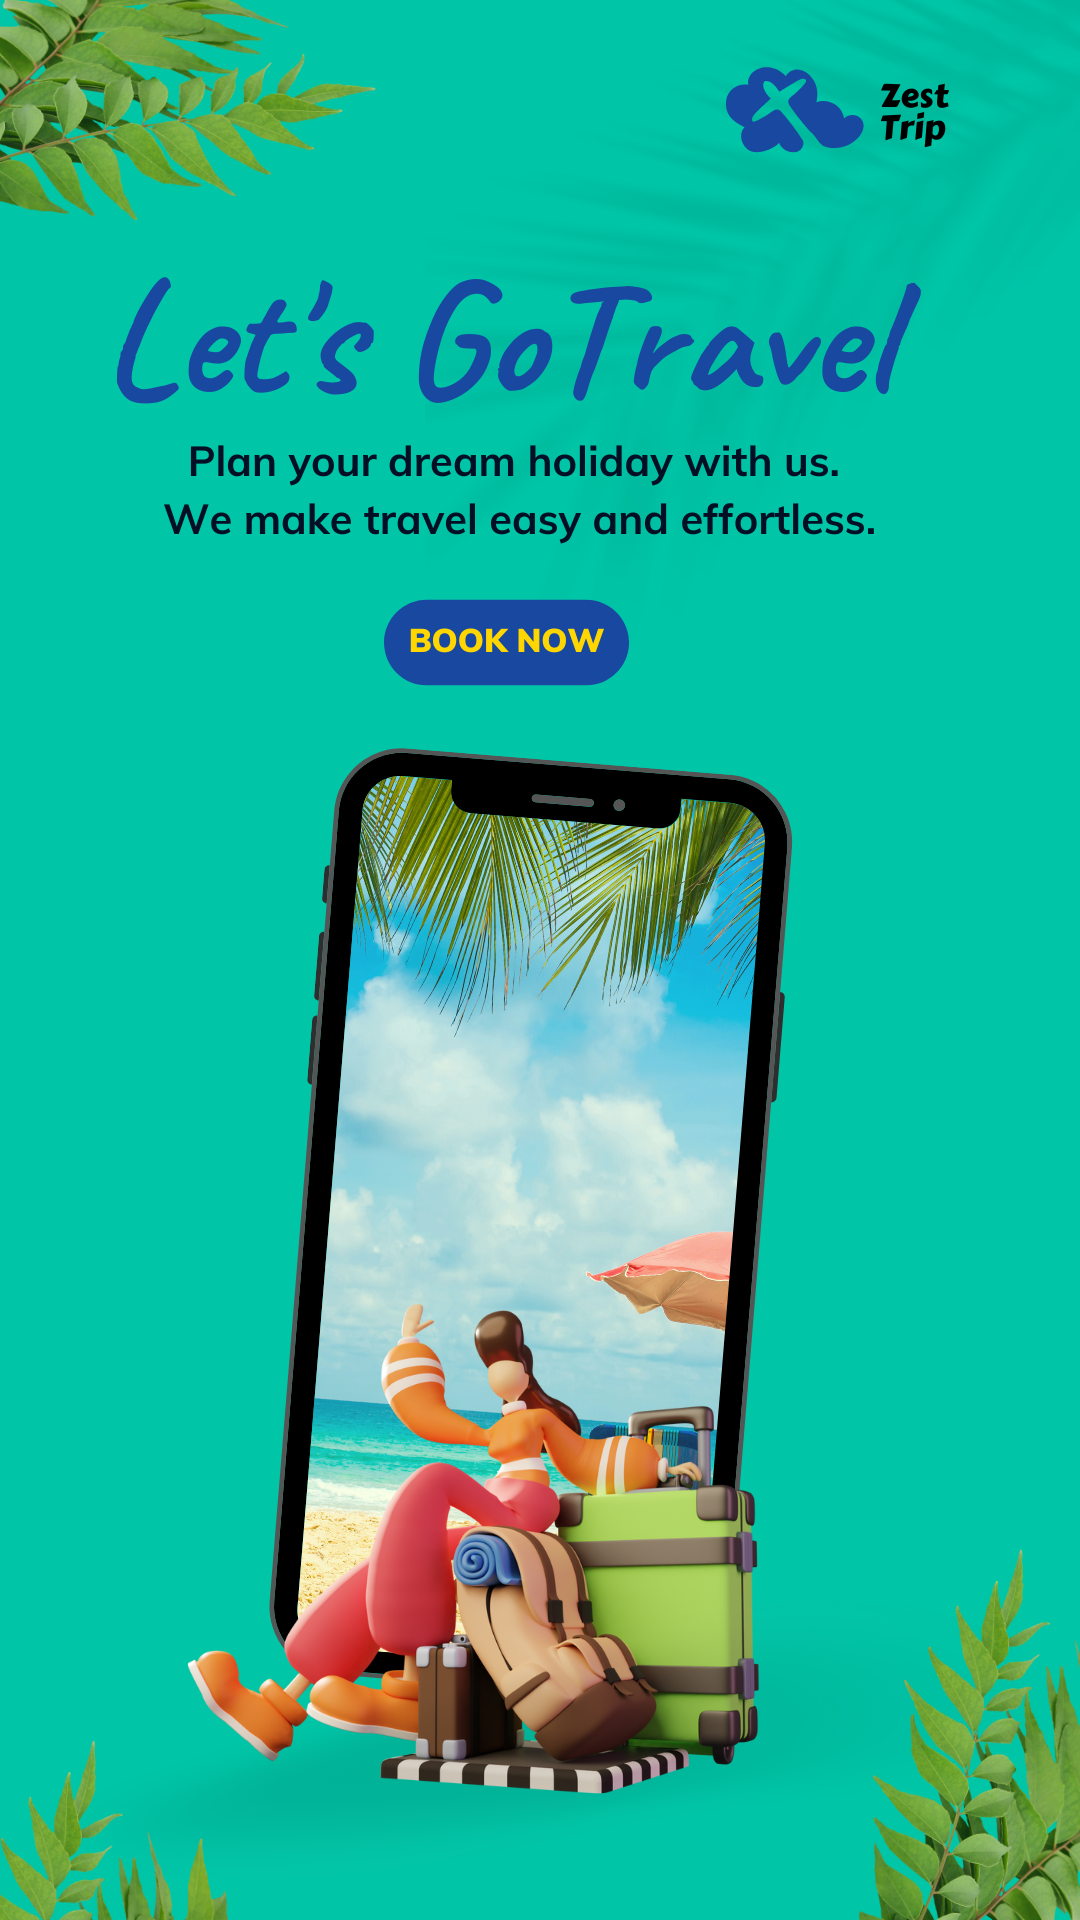 Zest
Trip
Let's GoTravel
Plan your dream holiday with us.
We make travel easy and effortless.
BOOK NOW